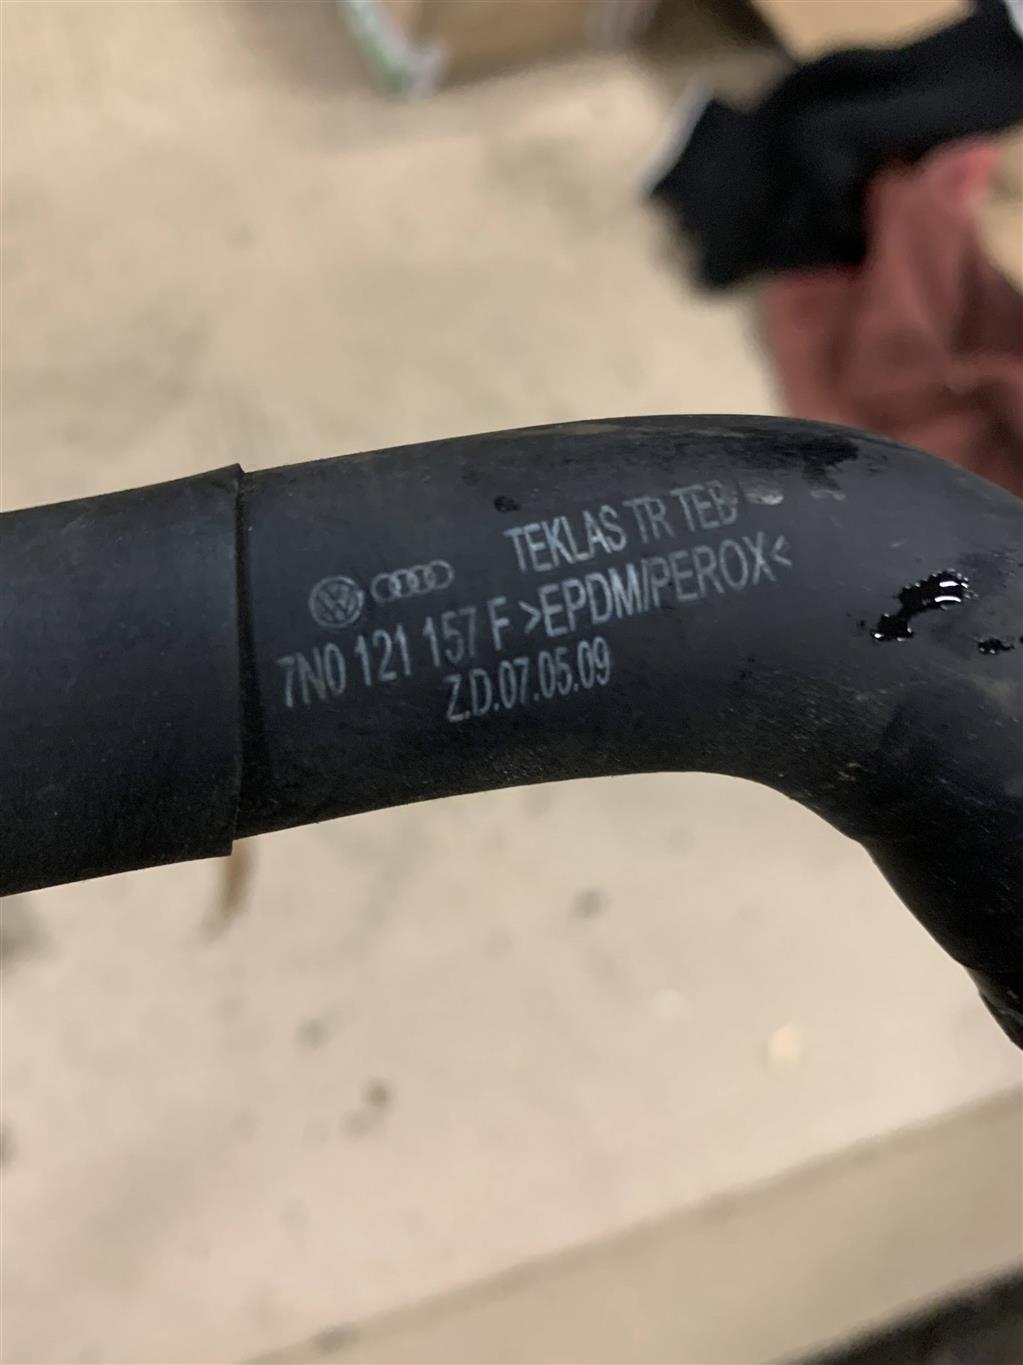 TEKLAS TR TEB
7N0 121 157 F >EPDM/PEROX<
Z.D.07.05.09